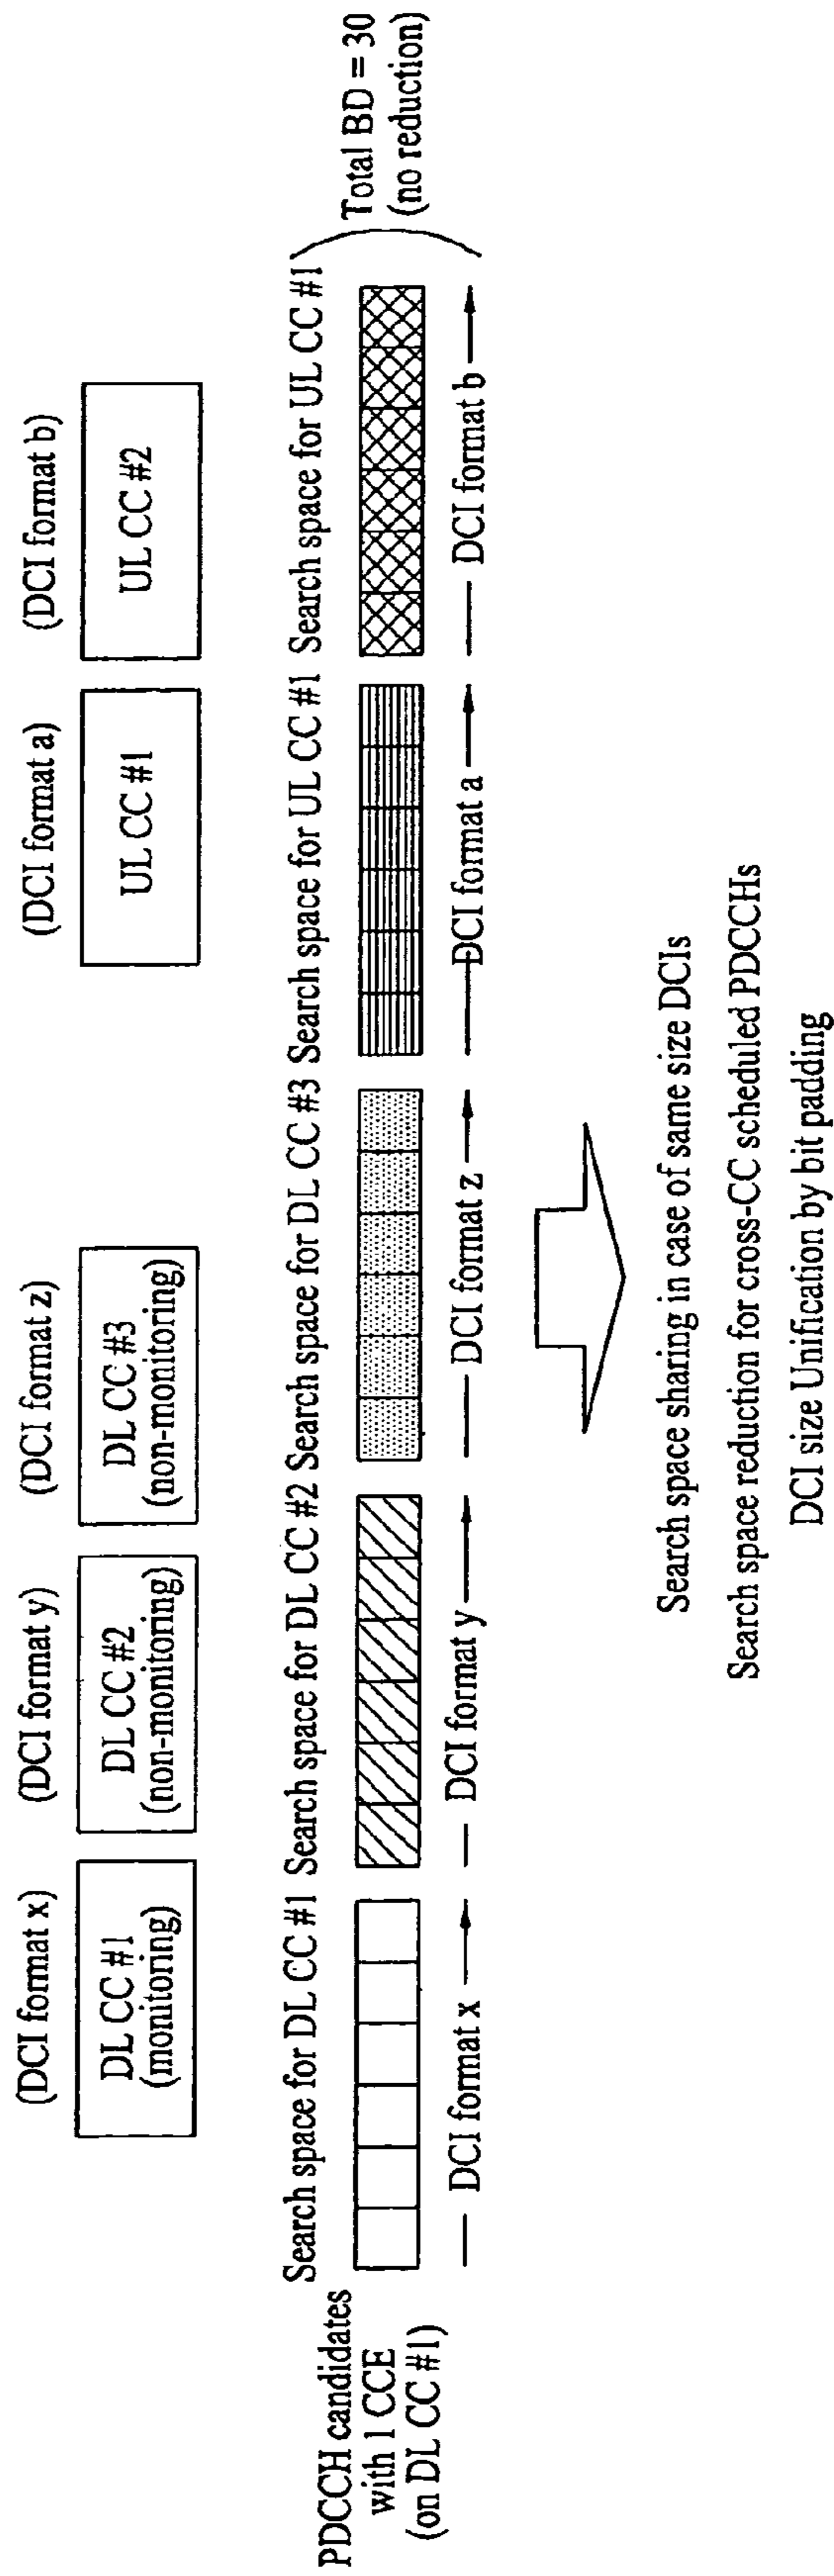 (DCI format x)
(DCI format y)
(DCI format z)
(DCI format a)
(DCI format b)
DL CC #1
(monitoring)
DL CC #2
(non-monitoring)
DL CC #3
(non-monitoring)
UL CC #1
UL CC #2
Search space for DL CC #1
Search space for DL CC #2
Search space for DL CC #3
Search space for UL CC #1
Search space for UL CC #1
PDCCH candidates
with 1 CCE
(on DL CC #1)
Total BD = 30
(no reduction)
DCI format x
DCI format y
DCI format z
DCI format a
DCI format b
Search space sharing in case of same size DCIs
Search space reduction for cross-CC scheduled PDCCHs
DCI size Unification by bit padding